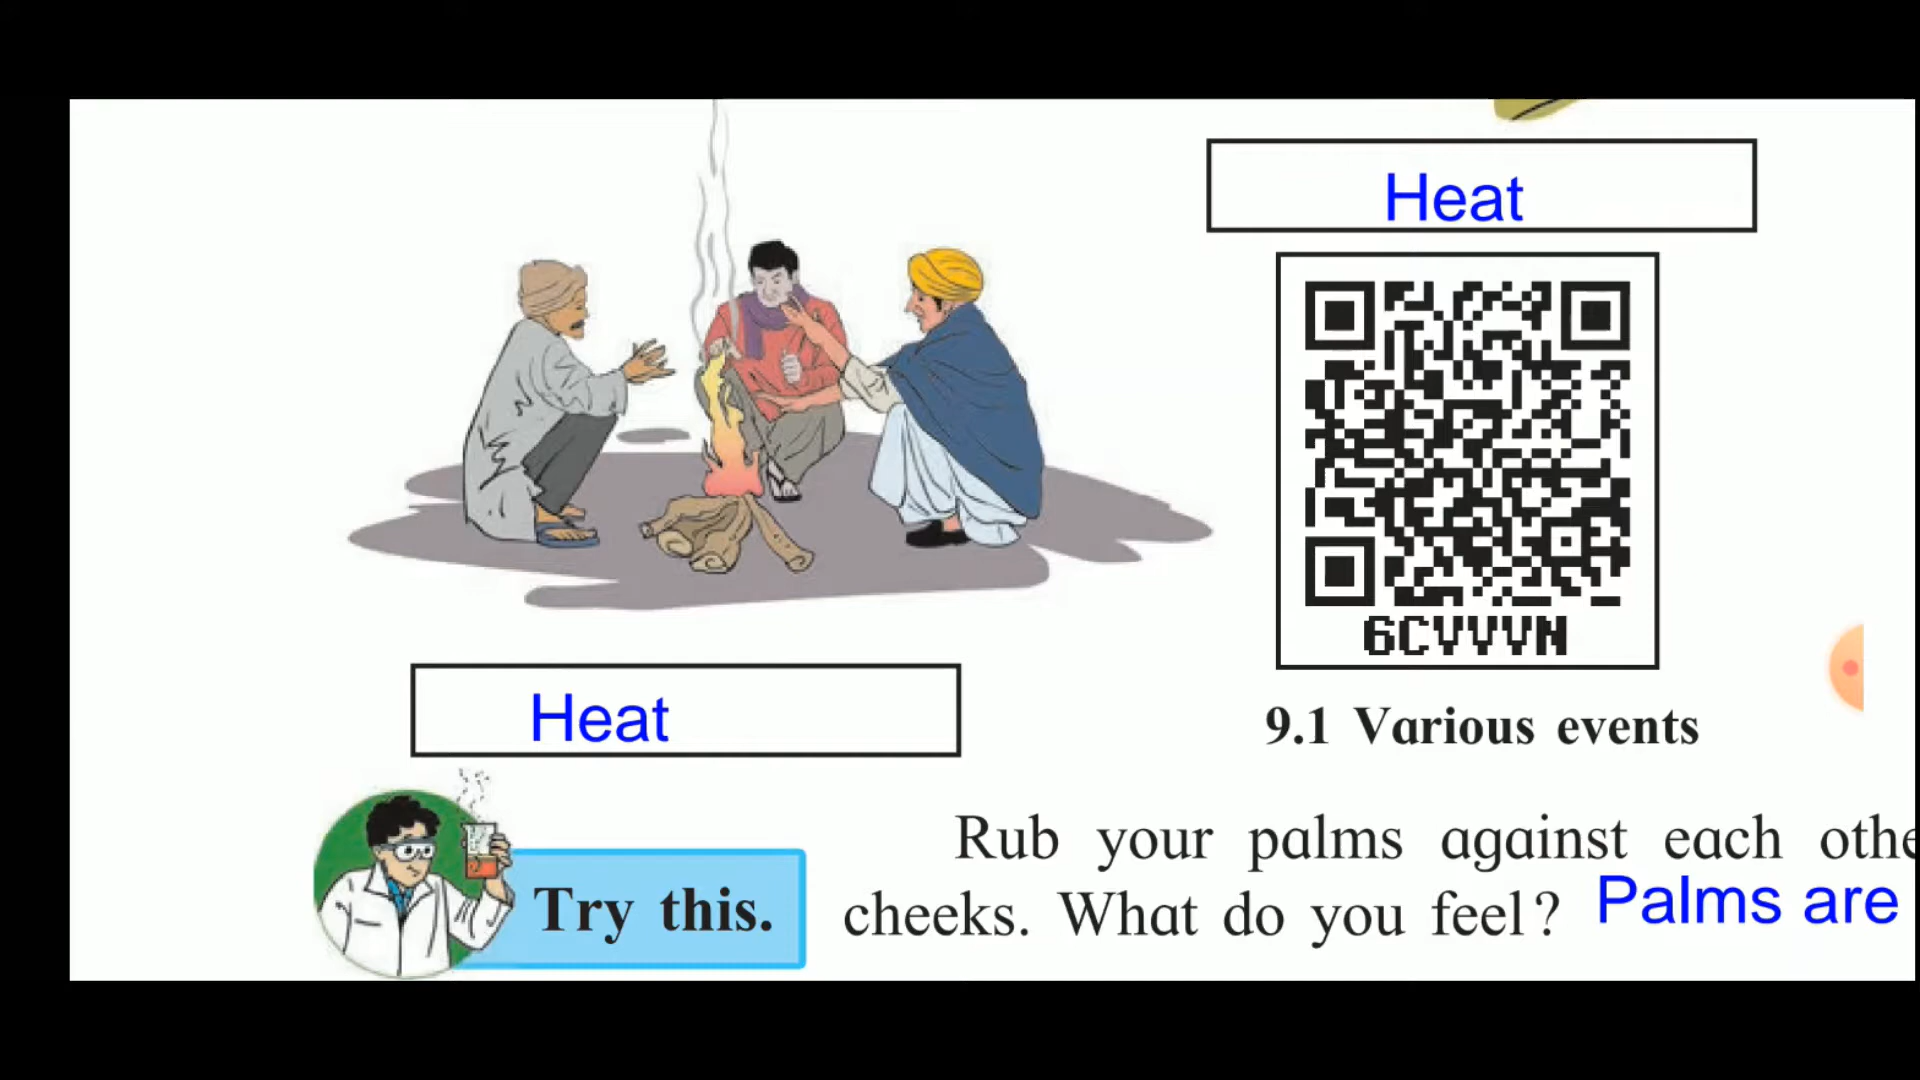 Heat
6CVVVN
Heat
9.1 Various events
Rub your palms against each othe
Try this.
cheeks. What do you feel? Palms are